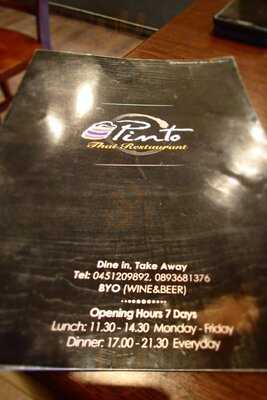 Pinto
Thai Restaurant
Dine in, Take Away
Tel: 0451209892, 0893681376
BYO (WINE&BEER)
Opening Hours 7 Days
Lunch: 11.30 - 14.30 Monday - Friday
Dinner: 17.00 - 21.30 Everyday